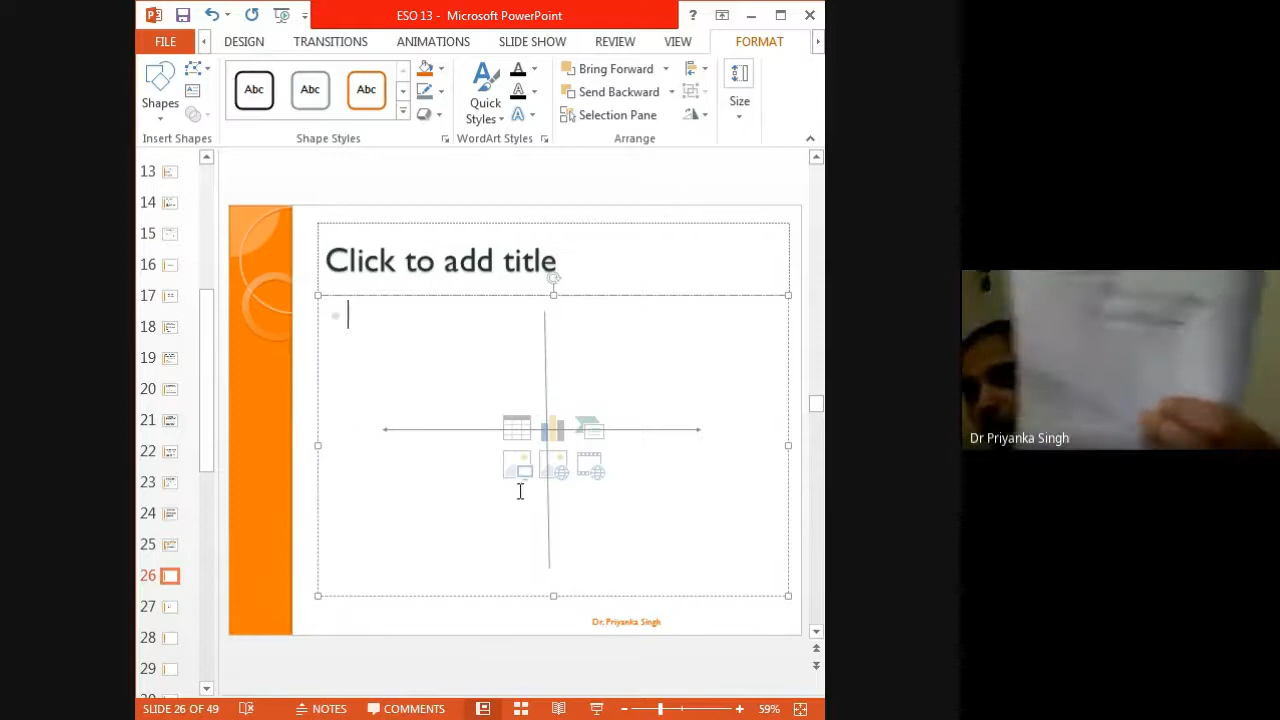 ESO 13 - Microsoft PowerPoint
?
FILE
DESIGN
TRANSITIONS
ANIMATIONS
SLIDE SHOW
REVIEW
VIEW
FORMAT
Shapes
Insert Shapes
Abc
Abc
Abc
Shape Styles
Quick
Styles
WordArt Styles
Bring Forward
Send Backward
Selection Pane
Arrange
Size
13
14
15
16
17
18
19
20
21
22
23
24
25
26
27
28
29
Click to add title
Dr. Priyanka Singh
Dr Priyanka Singh
SLIDE 26 OF 49
NOTES
COMMENTS
59%